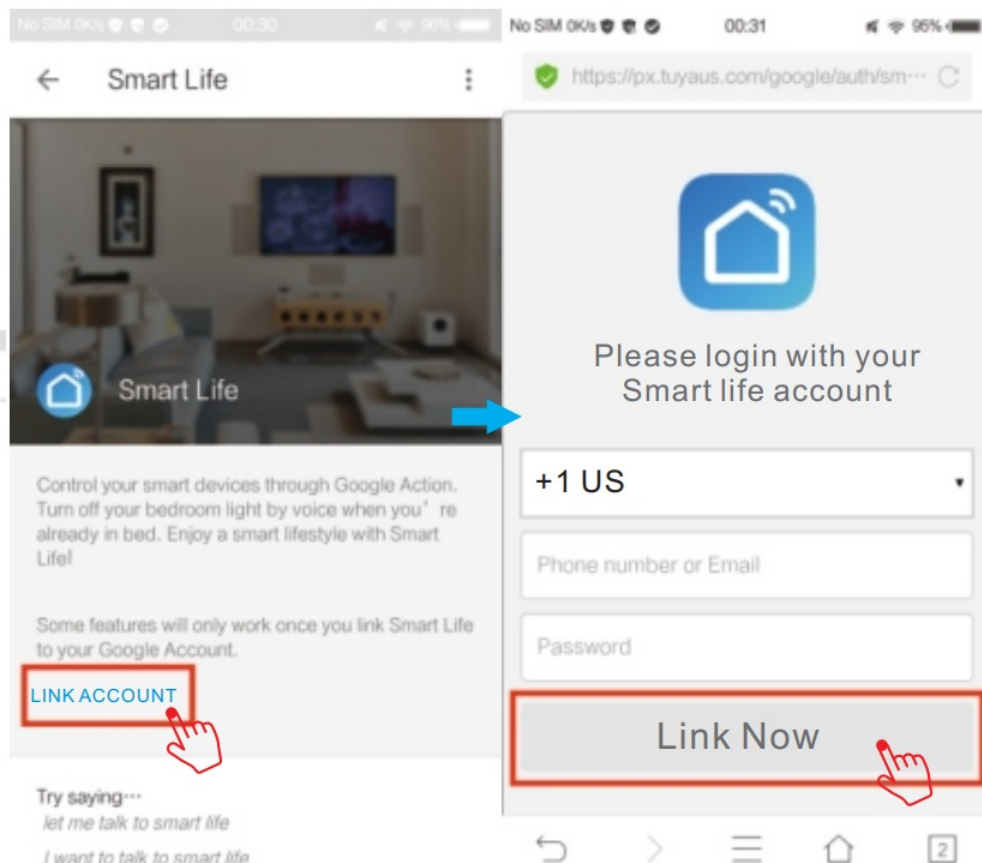 No SIM 0K/s 00:30 96%
Smart Life
Smart Life
Control your smart devices through Google Action.
Turn off your bedroom light by voice when you’re
already in bed. Enjoy a smart lifestyle with Smart
Life!
Some features will only work once you link Smart Life
to your Google Account.
LINK ACCOUNT
Try saying···
let me talk to smart life
I want to talk to smart life
No SIM 0K/s 00:31 95%
https://px.tuyaus.com/google/auth/sm···
Please login with your
Smart life account
+1 US
Phone number or Email
Password
Link Now
2